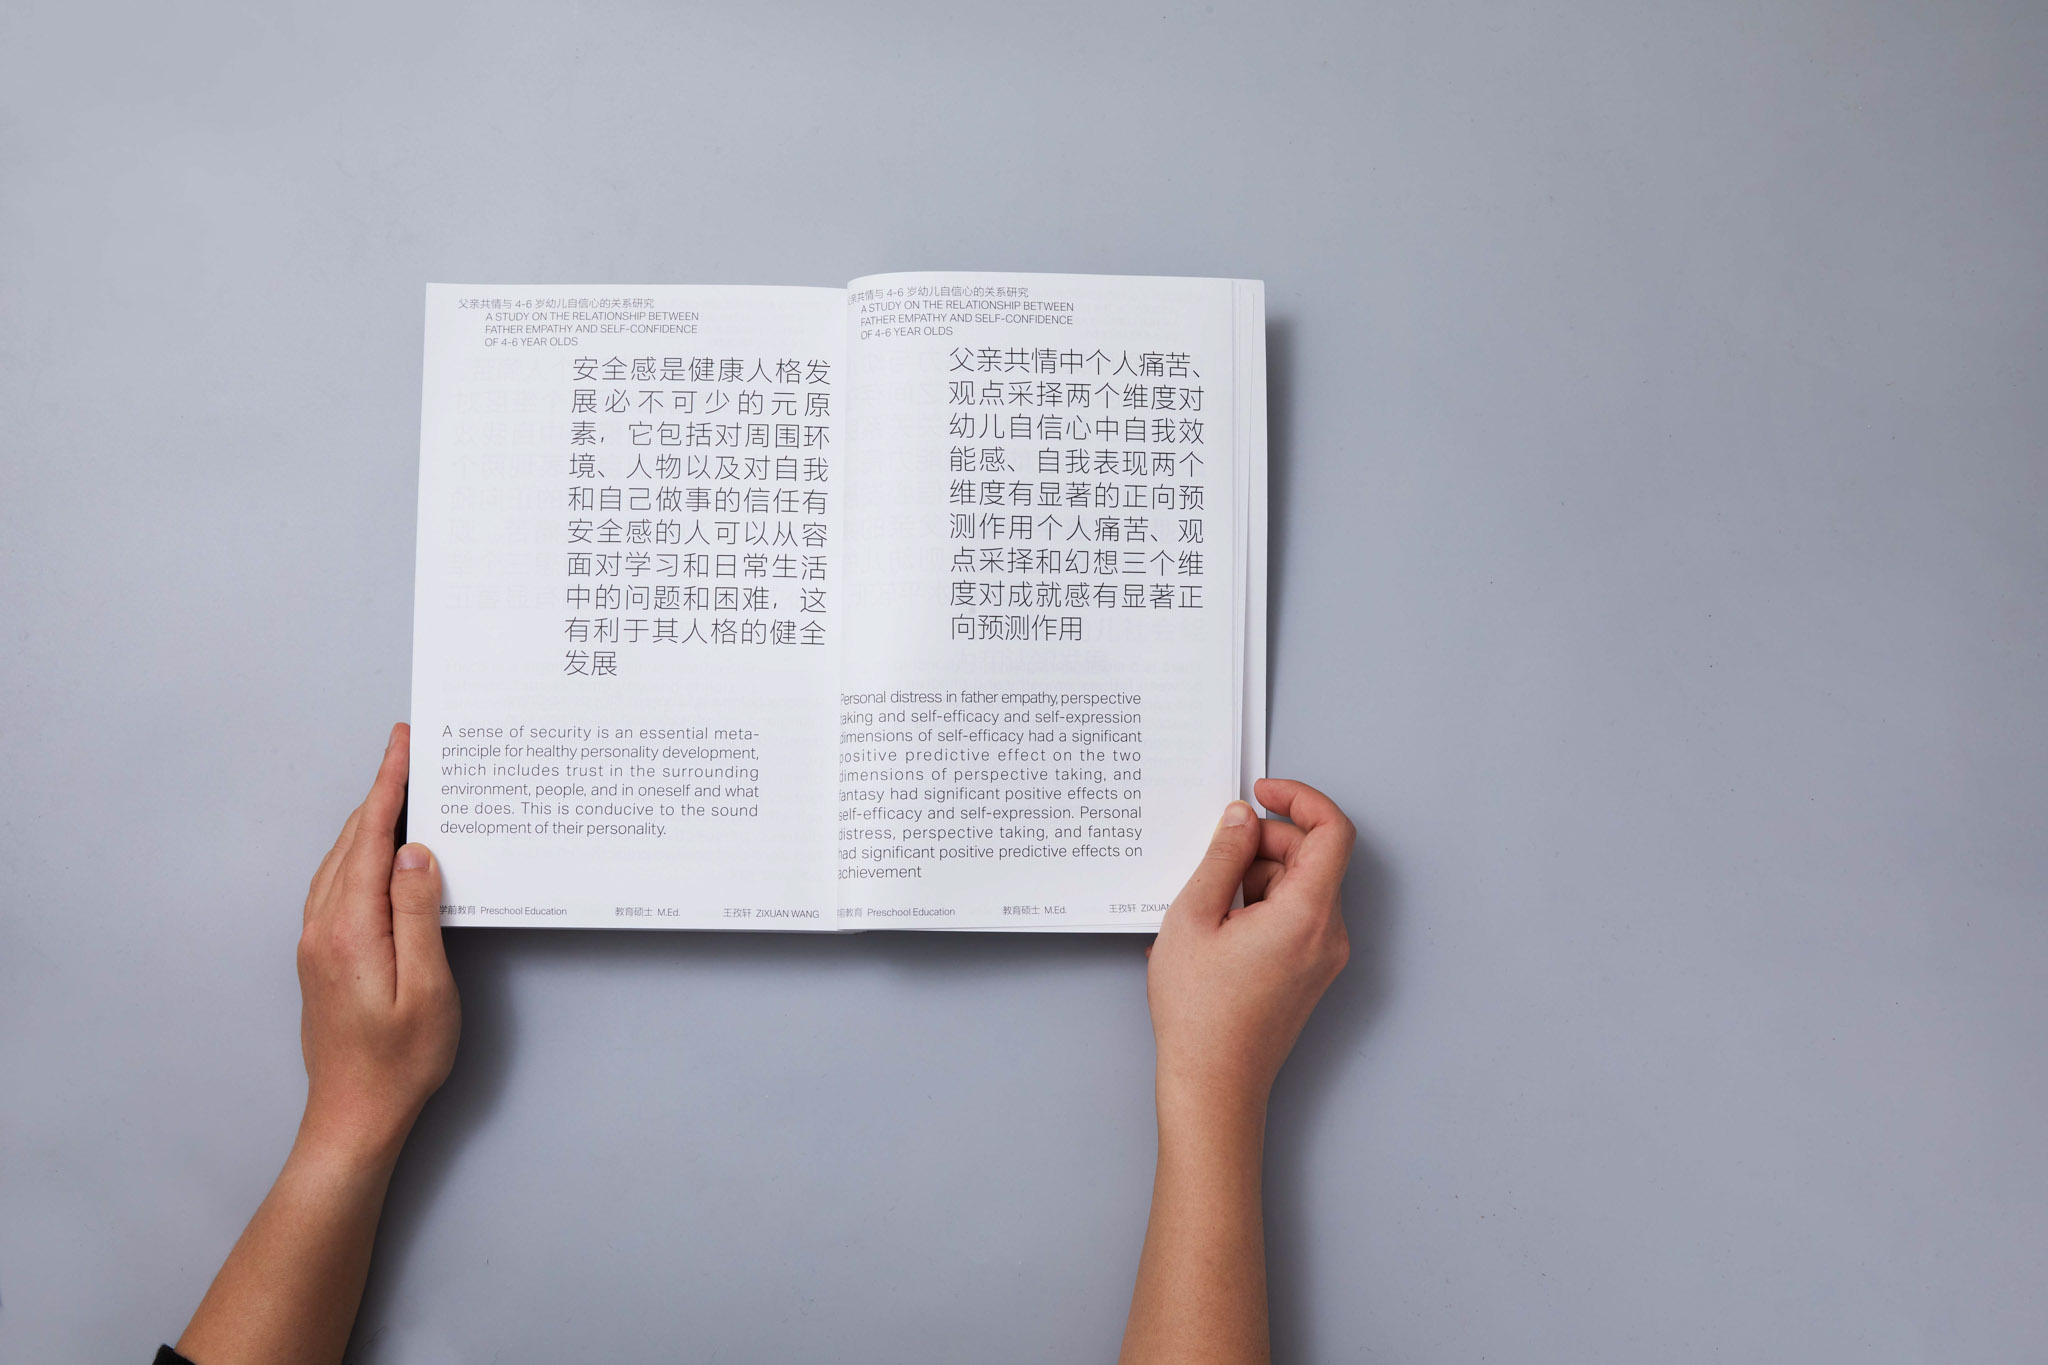 父亲共情与 4-6 岁幼儿自信心的关系研究
A STUDY ON THE RELATIONSHIP BETWEEN
FATHER EMPATHY AND SELF-CONFIDENCE
OF 4-6 YEAR OLDS
安全感是健康人格发
展必不可少的元原
素，它包括对周围环
境、人物以及对自我
和自己做事的信任有
安全感的人可以从容
面对学习和日常生活
中的问题和困难，这
有利于其人格的健全
发展
A sense of security is an essential meta-
principle for healthy personality development,
which includes trust in the surrounding
environment, people, and in oneself and what
one does. This is conducive to the sound
development of their personality.
学前教育 Preschool Education 教育硕士 M.Ed. 王孜轩 ZIXUAN WANG
父亲共情与 4-6 岁幼儿自信心的关系研究
A STUDY ON THE RELATIONSHIP BETWEEN
FATHER EMPATHY AND SELF-CONFIDENCE
OF 4-6 YEAR OLDS
父亲共情中个人痛苦、
观点采择两个维度对
幼儿自信心中自我效
能感、自我表现两个
维度有显著的正向预
测作用个人痛苦、观
点采择和幻想三个维
度对成就感有显著正
向预测作用
Personal distress in father empathy, perspective
taking and self-efficacy and self-expression
dimensions of self-efficacy had a significant
positive predictive effect on the two
dimensions of perspective taking, and
fantasy had significant positive effects on
self-efficacy and self-expression. Personal
distress, perspective taking, and fantasy
had significant positive predictive effects on
achievement
学前教育 Preschool Education 教育硕士 M.Ed. 王孜轩 ZIXUAN